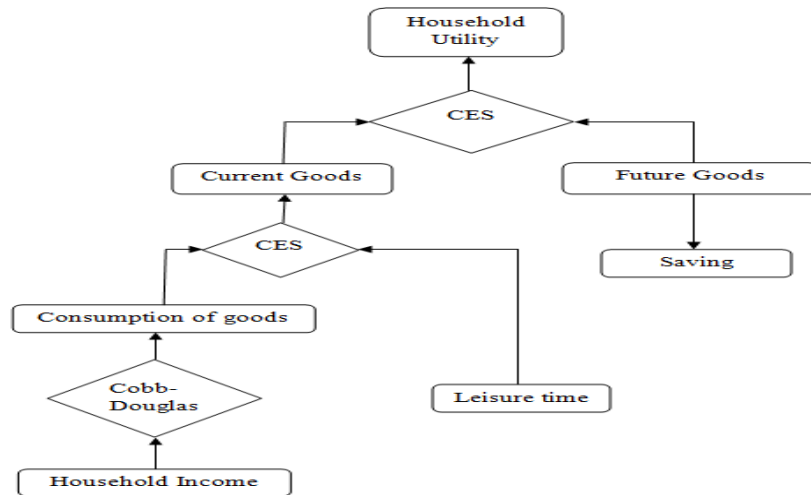 Household
Utility
CES
Current Goods
Future Goods
CES
Saving
Consumption of goods
Cobb-
Douglas
Leisure time
Household Income